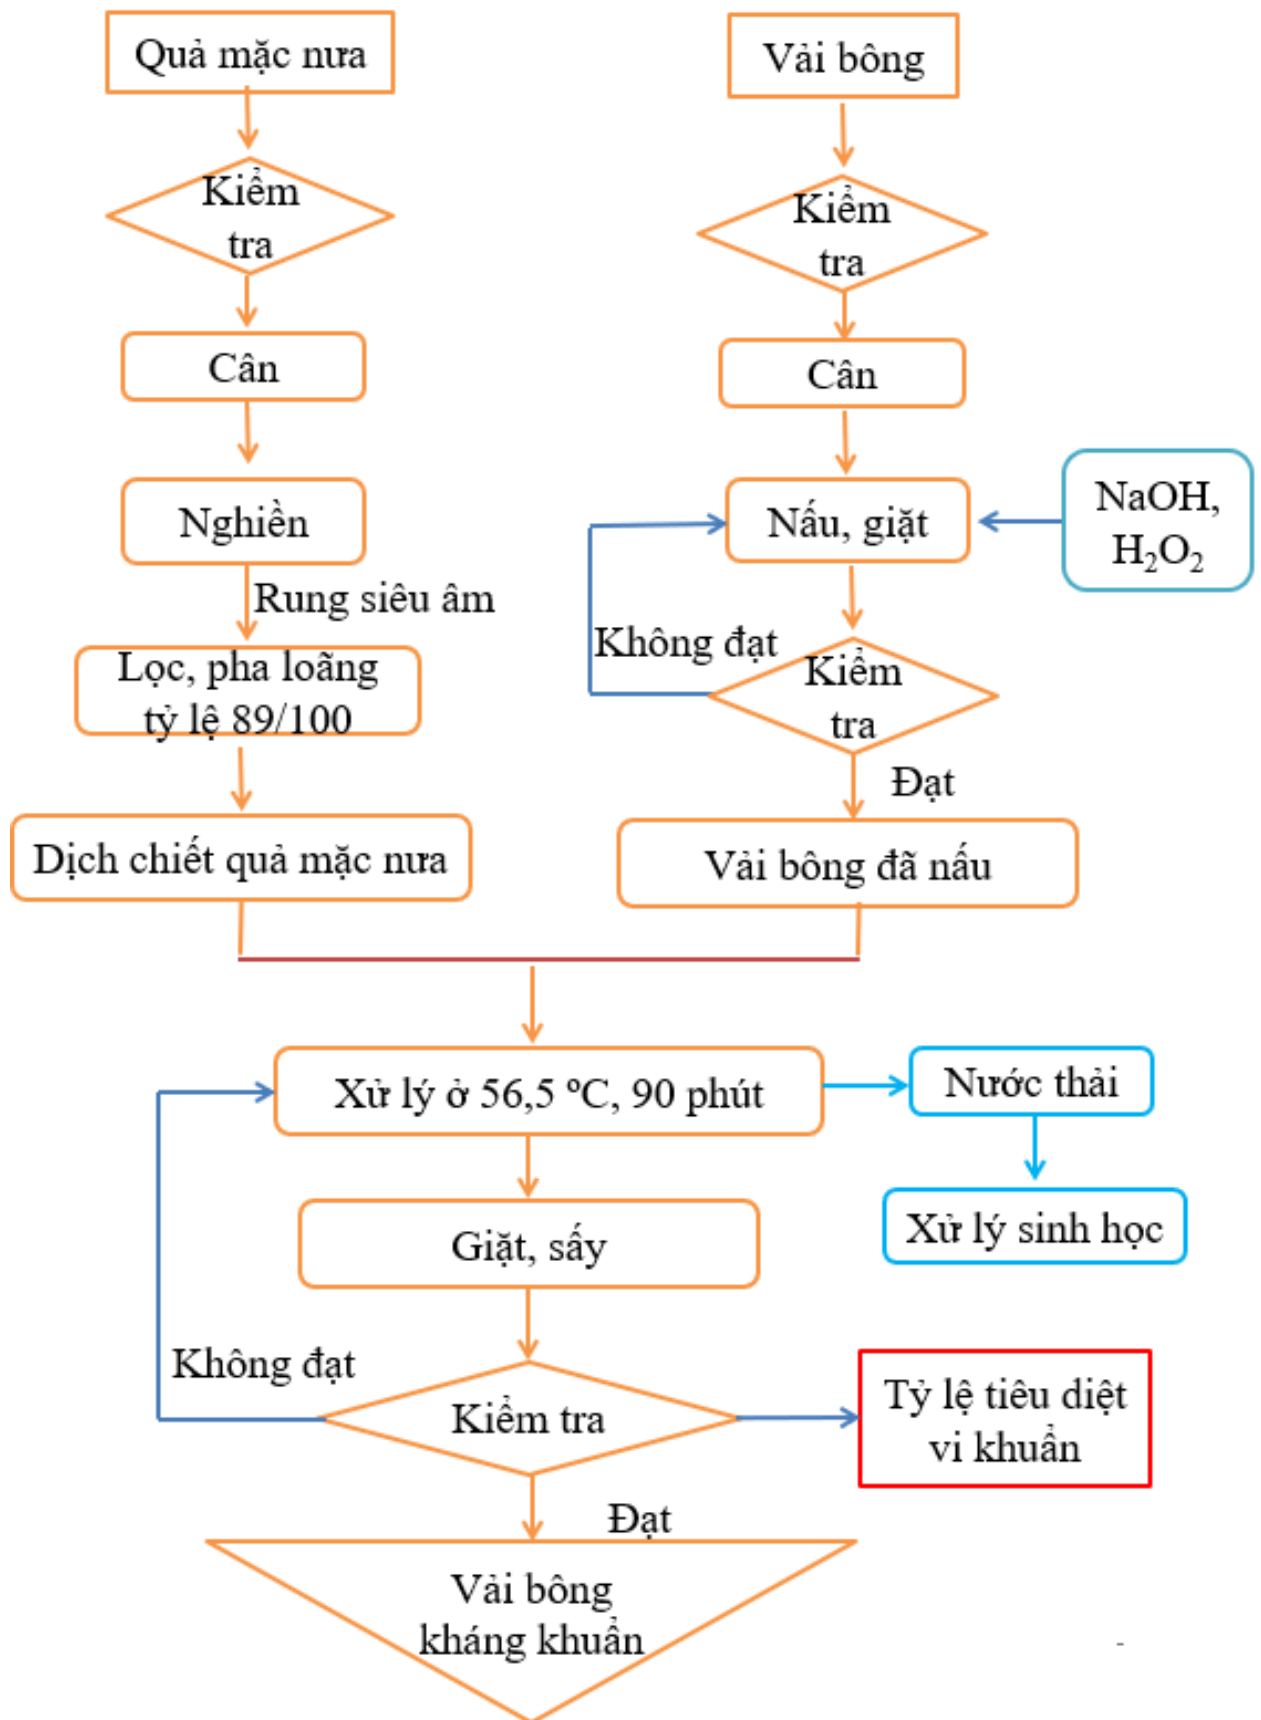 Quả mặc nưa
Kiểm
tra
Cân
Nghiền
Rung siêu âm
Lọc, pha loãng
tỷ lệ 89/100
Dịch chiết quả mặc nưa
Vải bông
Kiểm
tra
Cân
Nấu, giặt
NaOH,
H₂O₂
Không đạt
Kiểm
tra
Đạt
Vải bông đã nấu
Xử lý ở 56,5 ºC, 90 phút
Nước thải
Xử lý sinh học
Giặt, sấy
Không đạt
Kiểm tra
Tỷ lệ tiêu diệt
vi khuẩn
Đạt
Vải bông
kháng khuẩn